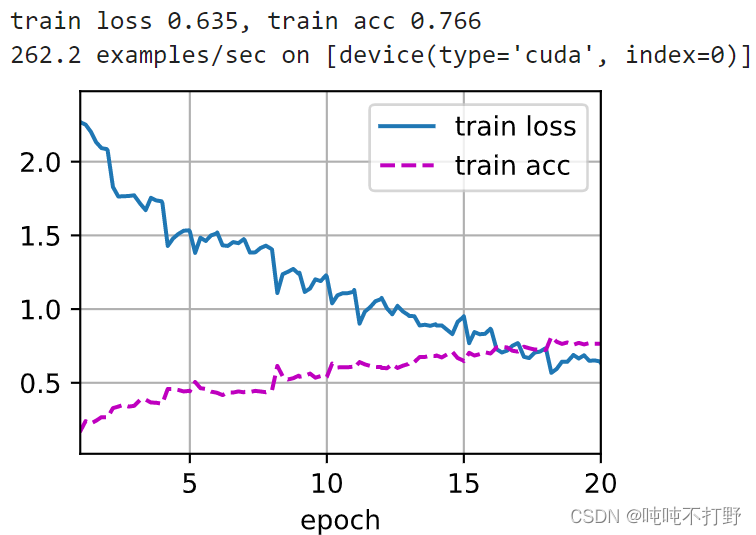 train loss 0.635, train acc 0.766
262.2 examples/sec on [device(type='cuda', index=0)]
train loss
train acc
2.0
1.5
1.0
0.5
5 10 15 20
epoch
CSDN @吨吨不打野